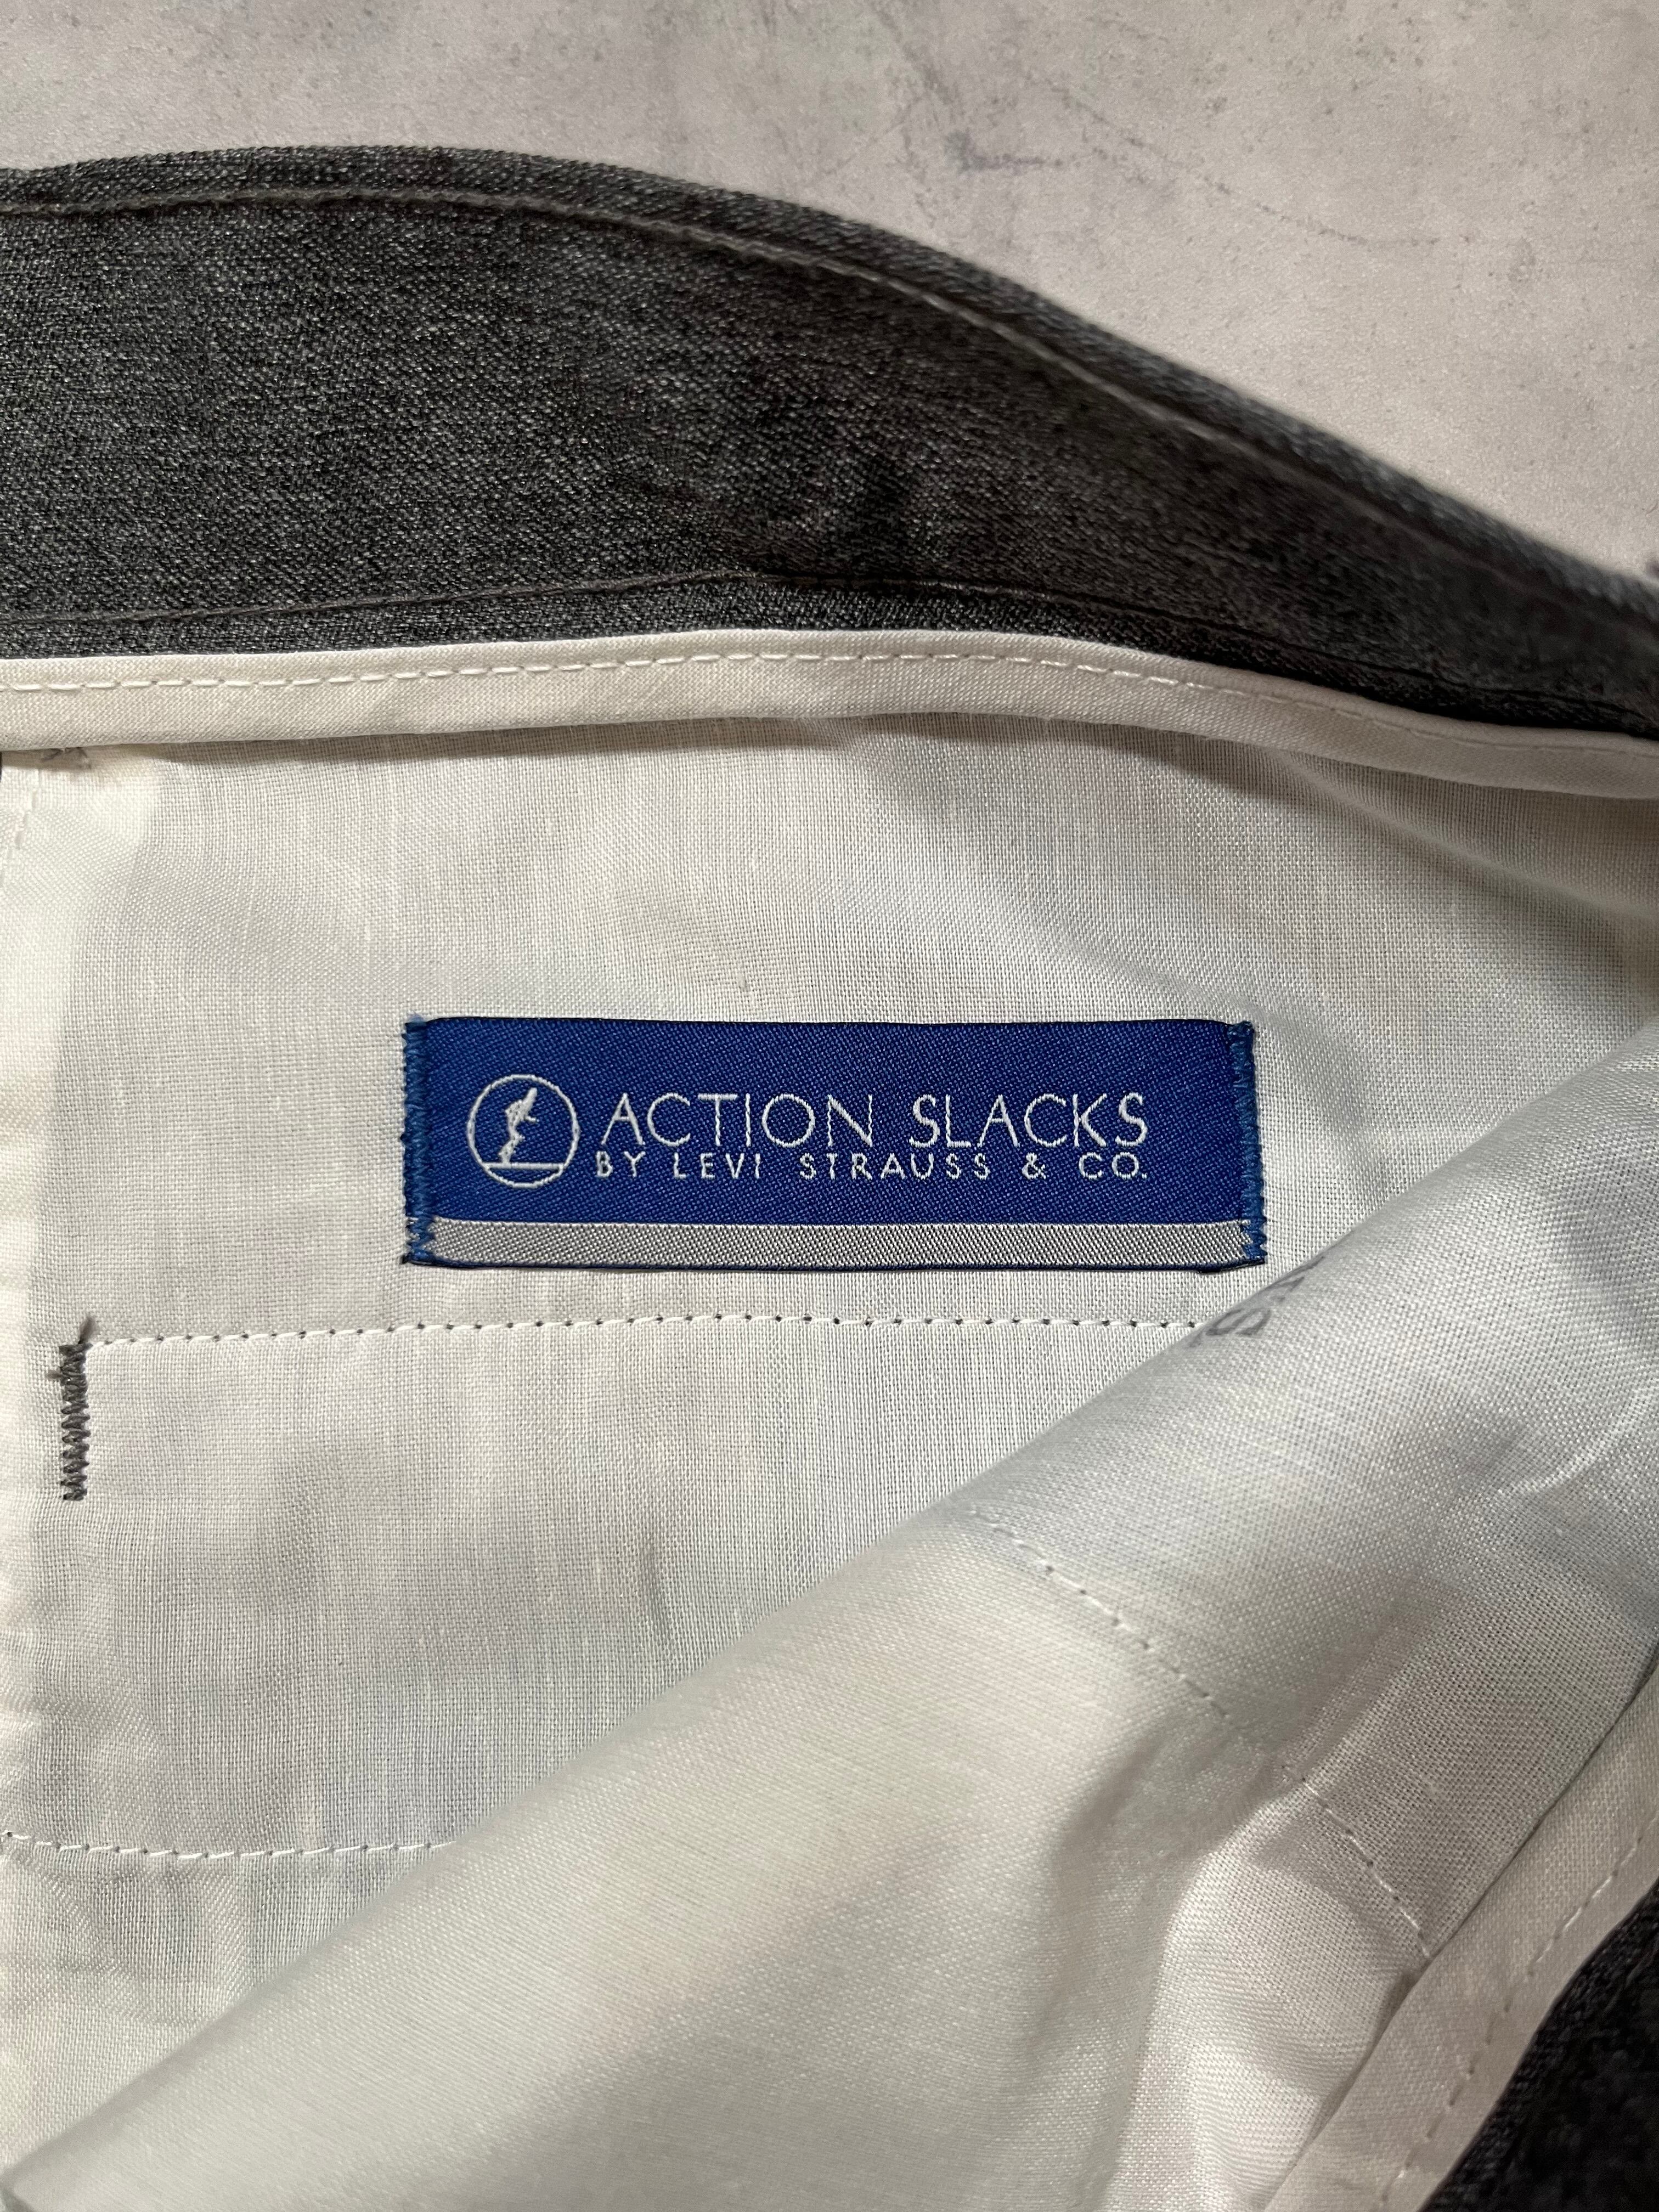 ACTION SLACKS
BY LEVI STRAUSS & CO.